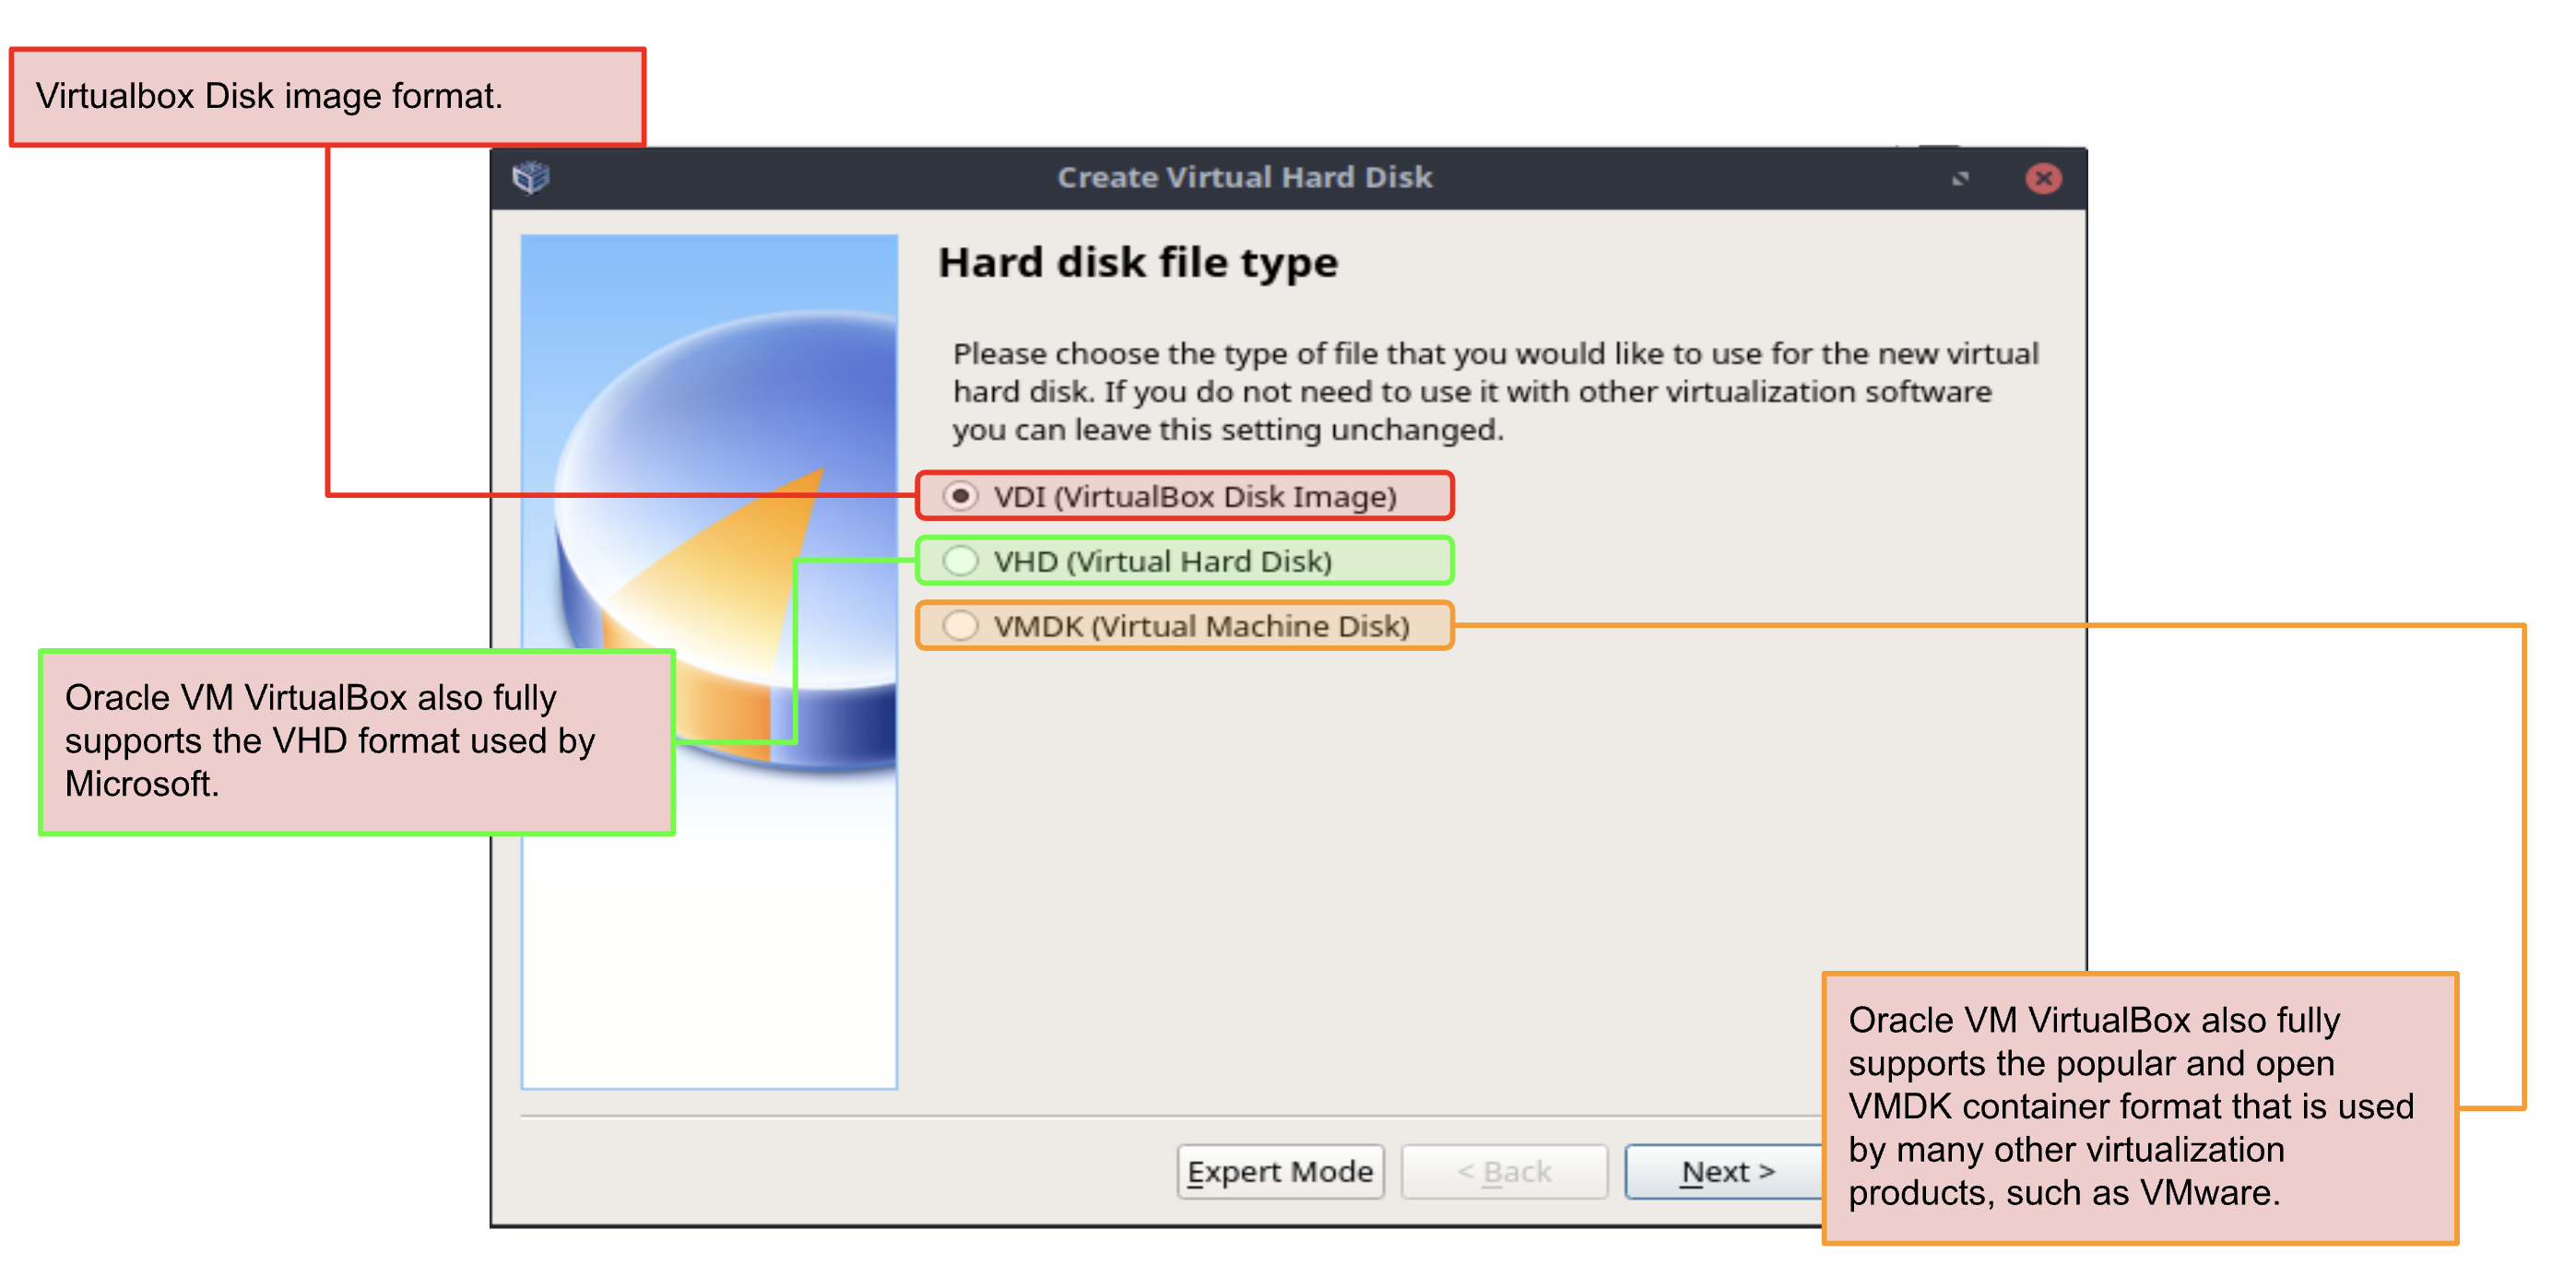 Virtualbox Disk image format.
Create Virtual Hard Disk
Hard disk file type
Please choose the type of file that you would like to use for the new virtual
hard disk. If you do not need to use it with other virtualization software
you can leave this setting unchanged.
VDI (VirtualBox Disk Image)
VHD (Virtual Hard Disk)
VMDK (Virtual Machine Disk)
Oracle VM VirtualBox also fully
supports the VHD format used by
Microsoft.
Oracle VM VirtualBox also fully
supports the popular and open
VMDK container format that is used
by many other virtualization
products, such as VMware.
Expert Mode
< Back
Next >